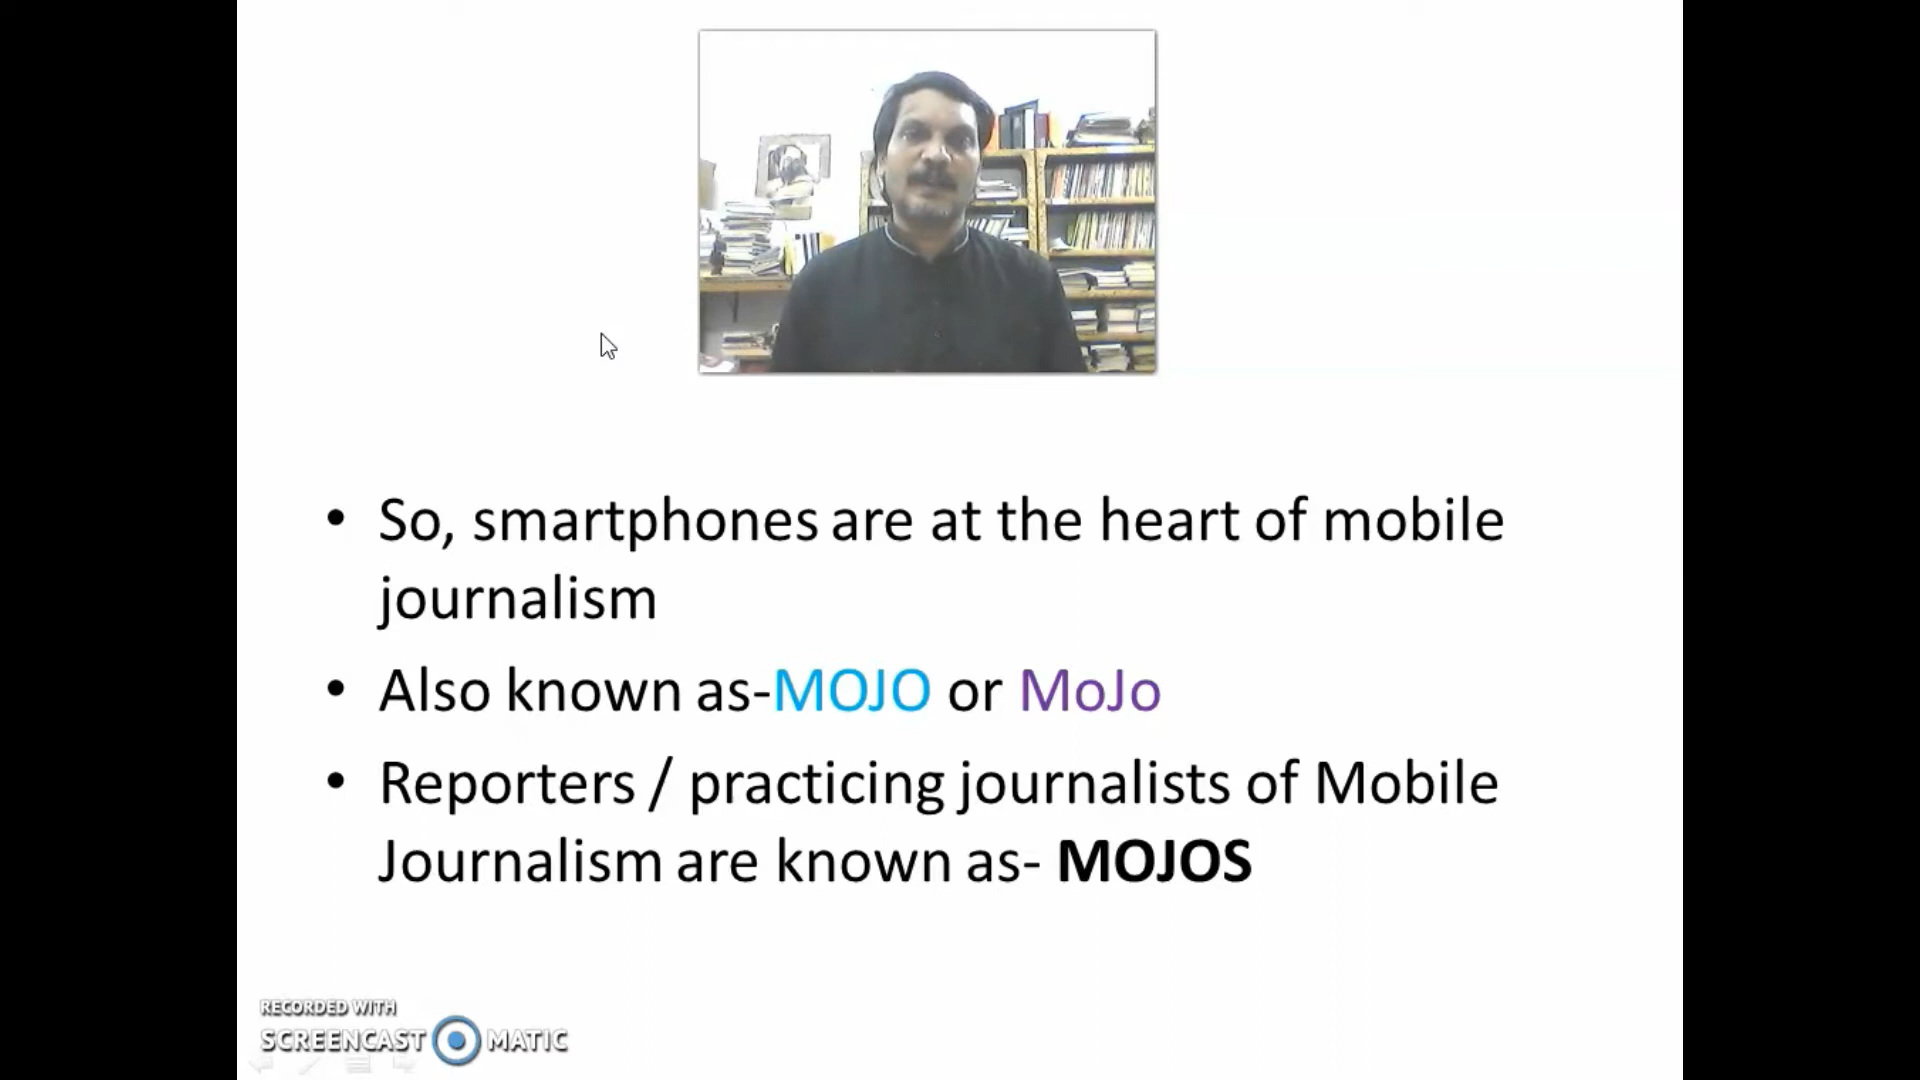 • So, smartphones are at the heart of mobile
journalism
• Also known as-MOJO or MoJo
• Reporters / practicing journalists of Mobile
Journalism are known as- MOJOS
RECORDED WITH
SCREENCAST MATIC